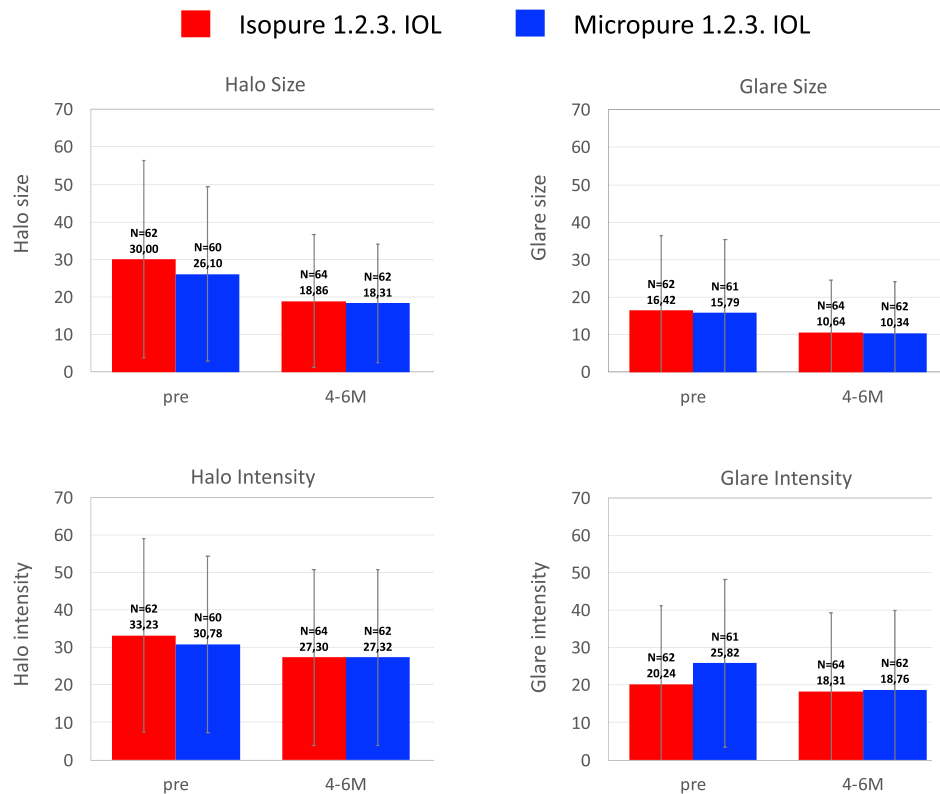 Isopure 1.2.3. IOL
Micropure 1.2.3. IOL
Halo Size
Halo size
70
60
50
40
30
20
10
0
N=62
30,00
N=60
26,10
N=64
18,86
N=62
18,31
pre
4-6M
Glare Size
Glare size
70
60
50
40
30
20
10
0
N=62
16,42
N=61
15,79
N=64
10,64
N=62
10,34
pre
4-6M
Halo Intensity
Halo intensity
70
60
50
40
30
20
10
0
N=62
33,23
N=60
30,78
N=64
27,30
N=62
27,32
pre
4-6M
Glare Intensity
Glare intensity
70
60
50
40
30
20
10
0
N=62
20,24
N=61
25,82
N=64
18,31
N=62
18,76
pre
4-6M